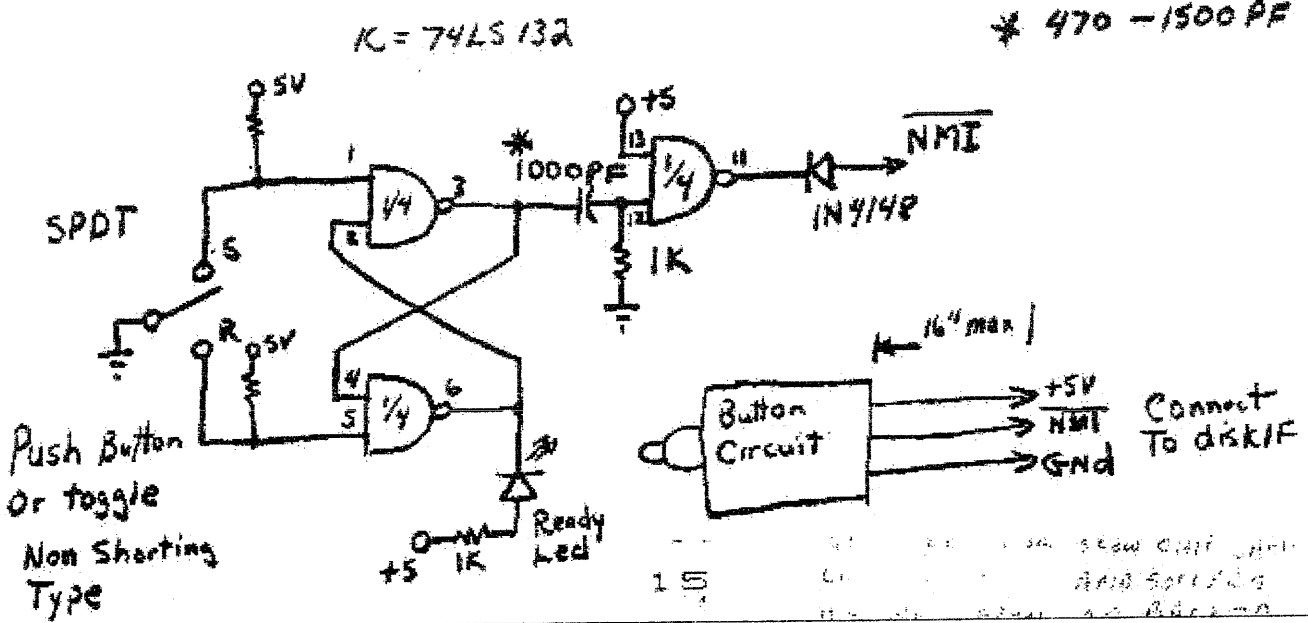 K = 74LS132
* 470 - 1500 PF
5V
+5
NMI
1
13
*
1000PF
1/4
3
1/4
11
2
12
1N4148
SPDT
S
1K
R
5V
16" max
4
6
5
1/4
Button
Circuit
+5V
NMI
GNd
Connect
To disk IF
Push Button
Or toggle
Non Shorting
Type
Ready
Led
+5
1K
15